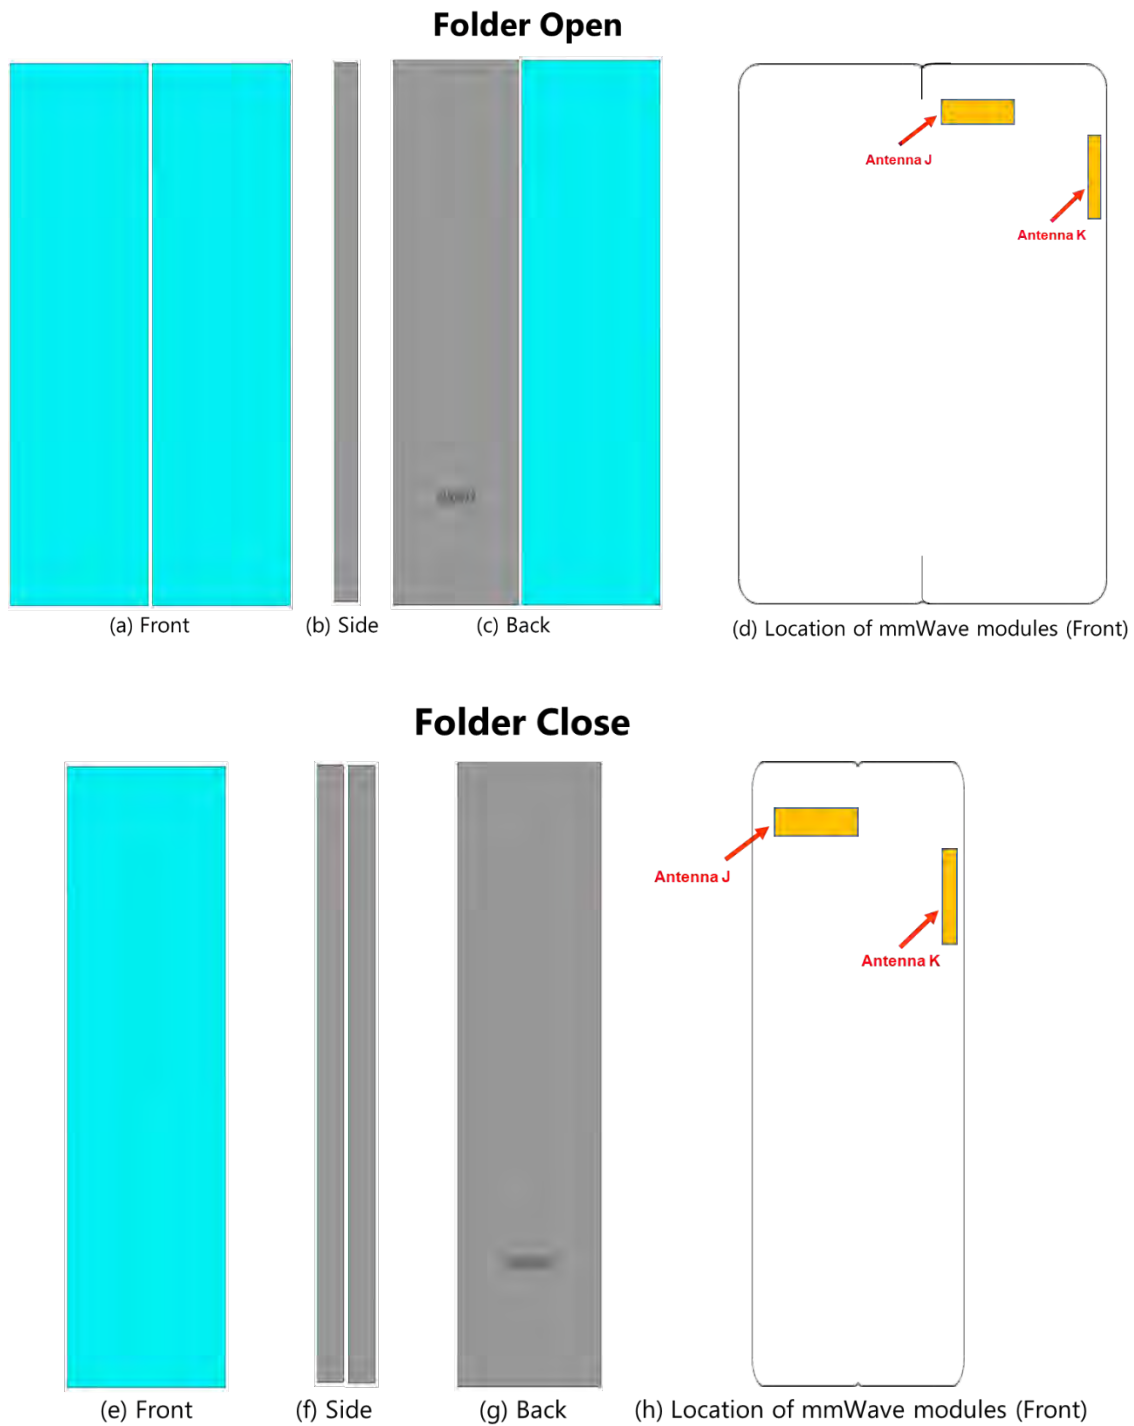 Folder Open
Antenna J
Antenna K
(a) Front
(b) Side
(c) Back
(d) Location of mmWave modules (Front)
Folder Close
Antenna J
Antenna K
(e) Front
(f) Side
(g) Back
(h) Location of mmWave modules (Front)